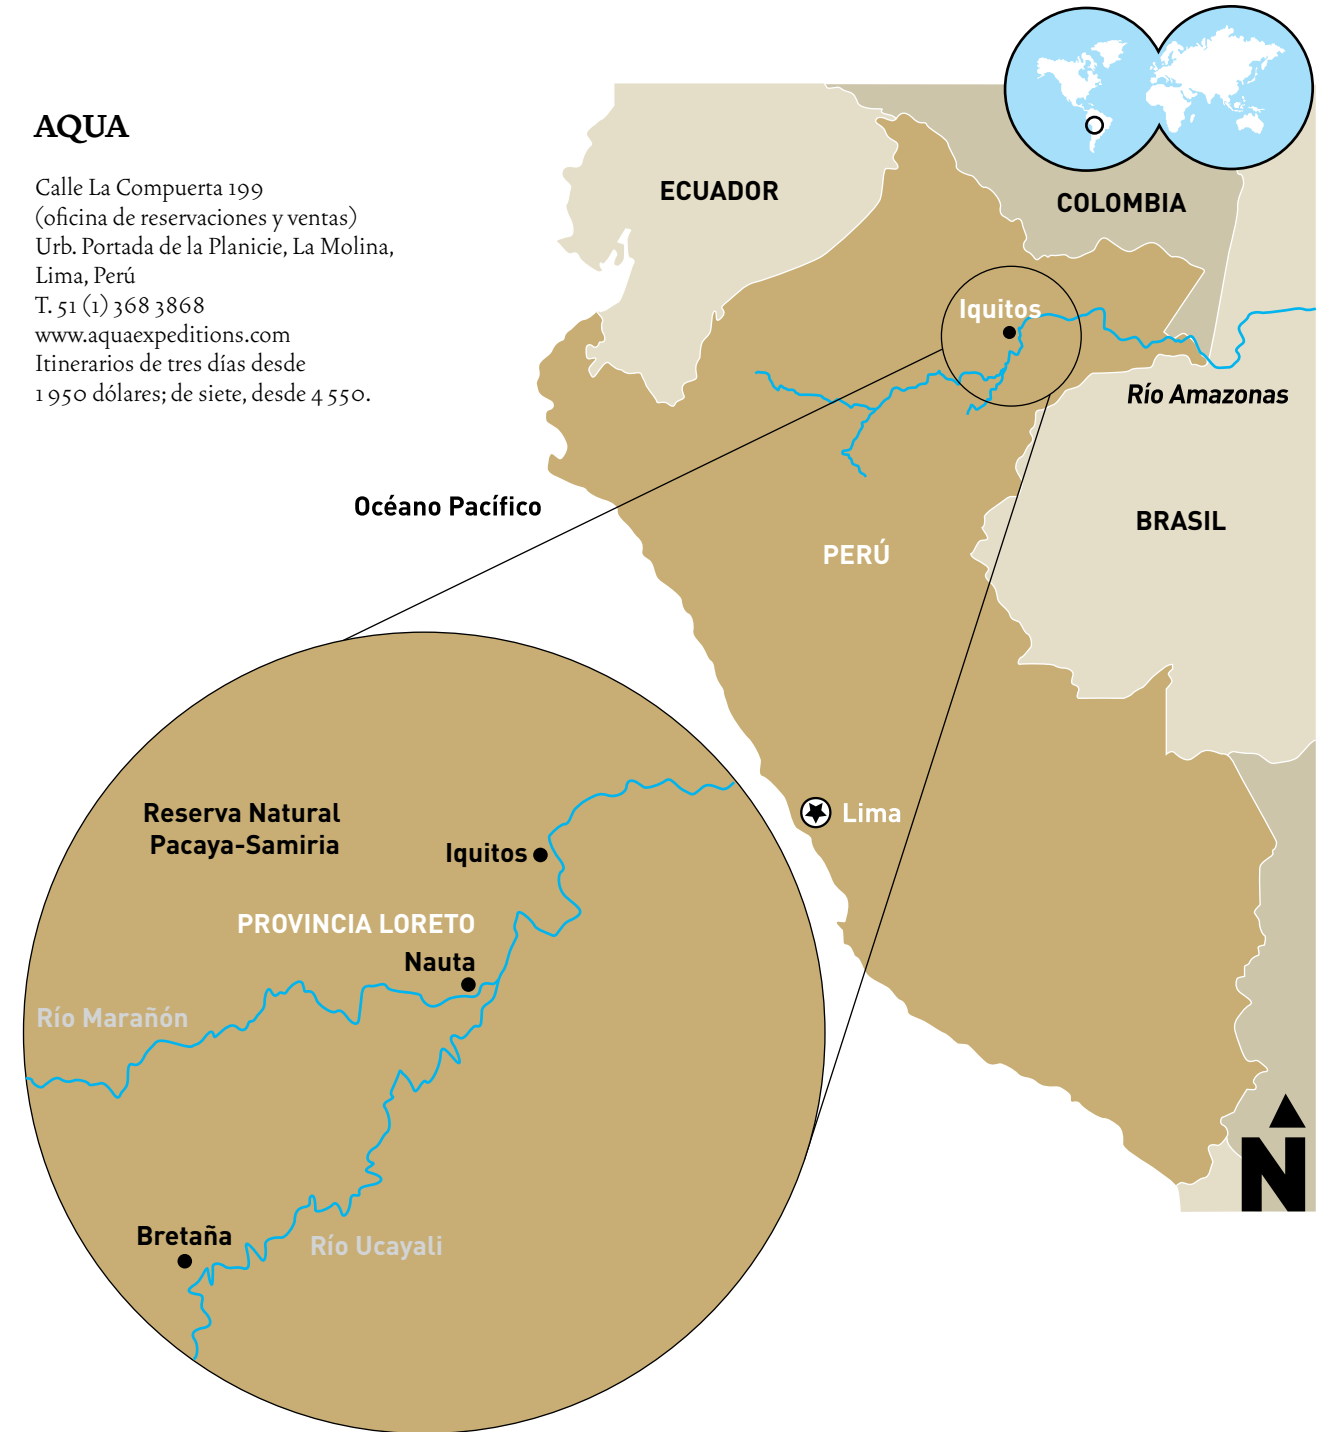 AQUA
Calle La Compuerta 199
(oficina de reservaciones y ventas)
Urb. Portada de la Planicie, La Molina,
Lima, Perú
T. 51 (1) 368 3868
www.aquaexpeditions.com
Itinerarios de tres días desde
1 950 dólares; de siete, desde 4 550.
ECUADOR
COLOMBIA
Iquitos
Río Amazonas
Océano Pacífico
BRASIL
PERÚ
Lima
Reserva Natural
Pacaya-Samiria
Iquitos
PROVINCIA LORETO
Nauta
Río Marañón
Bretaña
Río Ucayali
N